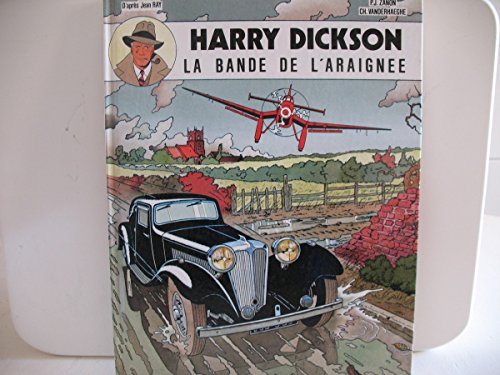 D'après Jean RAY
P.J. ZANON
CH. VANDERHAEGHE
HARRY DICKSON
LA BANDE DE L'ARAIGNEE